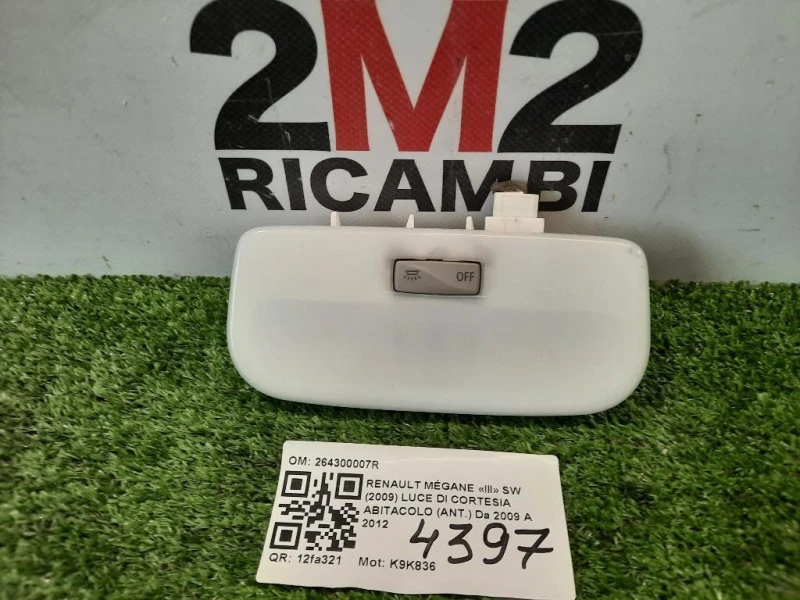 2M2
RICAMBI
OFF
OM: 264300007R
RENAULT MÉGANE «III» SW
(2009) LUCE DI CORTESIA
ABITACOLO (ANT.) Da 2009 A
2012
4397
QR: 12fa321 Mot: K9K836